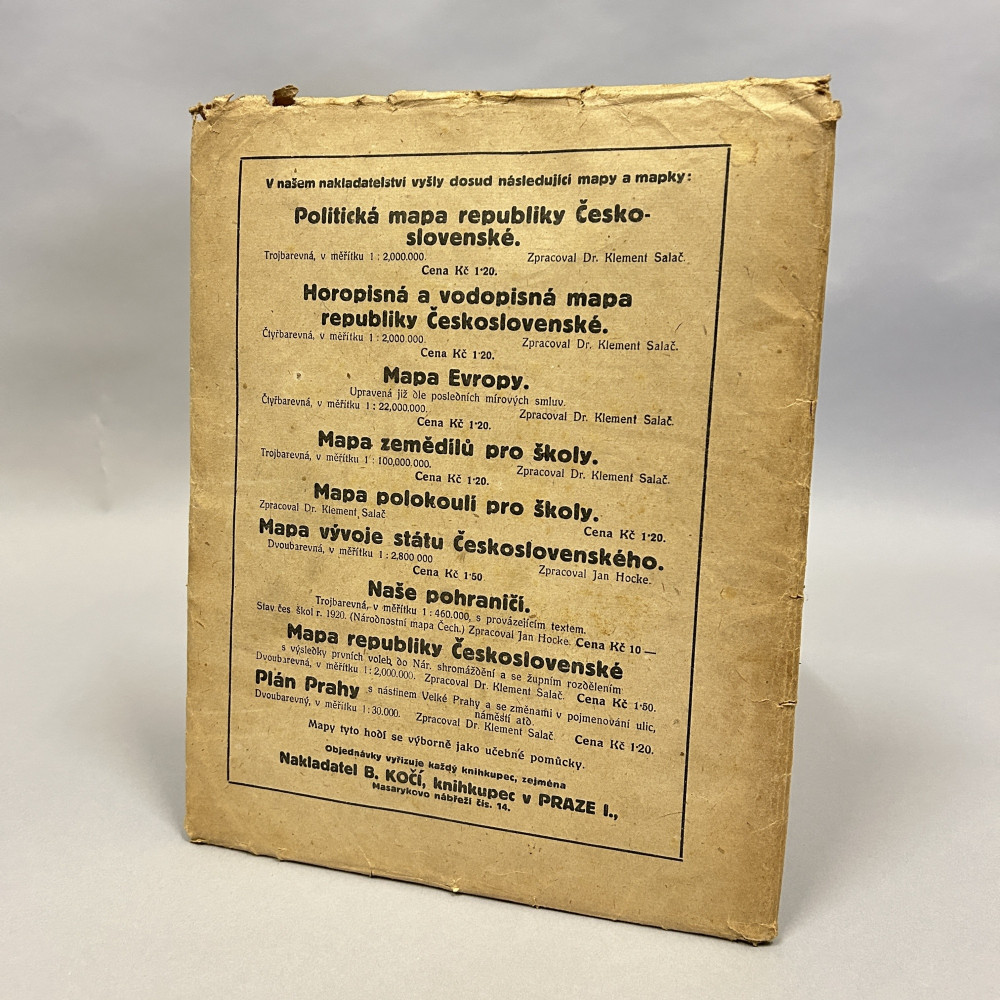 V našem nakladatelství vyšly dosud následující mapy a mapky:
Politická mapa republiky Česko-
slovenské.
Trojbarevná, v měřítku 1 : 2,000.000. Zpracoval Dr. Klement Salač.
Cena Kč 1·20.
Horopisná a vodopisná mapa
republiky Československé.
Čtyřbarevná, v měřítku 1 : 2,000 000. Zpracoval Dr. Klement Salač.
Cena Kč 1·20.
Mapa Evropy.
Upravená již dle posledních mírových smluv.
Čtyřbarevná, v měřítku 1 : 22,000.000. Zpracoval Dr. Klement Salač.
Cena Kč 1·20.
Mapa zemědílů pro školy.
Trojbarevná, v měřítku 1 : 100,000.000. Zpracoval Dr. Klement Salač.
Cena Kč 1·20.
Mapa polokoulí pro školy.
Zpracoval Dr. Klement Salač. Cena Kč 1·20.
Mapa vývoje státu Československého.
Dvoubarevná, v měřítku 1 : 2,800 000 Zpracoval Jan Hocke.
Cena Kč 1·50
Naše pohraničí.
Trojbarevná, v měřítku 1 : 460.000, s provázejícím textem.
Stav čes škol r. 1920. (Národnostní mapa Čech.) Zpracoval Jan Hocke. Cena Kč 10 —
Mapa republiky Československé
s výsledky prvních voleb do Nár. shromáždění a se župním rozdělením
Dvoubarevná, v měřítku 1 : 2,000.000. Zpracoval Dr. Klement Salač. Cena Kč 1·50.
Plán Prahy s nástinem Velké Prahy a se změnami v pojmenování ulic,
náměstí atd.
Dvoubarevný, v měřítku 1 : 30.000. Zpracoval Dr. Klement Salač. Cena Kč 1·20.
Mapy tyto hodí se výborně jako učebné pomůcky.
Objednávky vyřizuje každý knihkupec, zejména
Nakladatel B. KOČÍ, knihkupec v PRAZE I.,
Masarykovo nábřeží čís. 14.